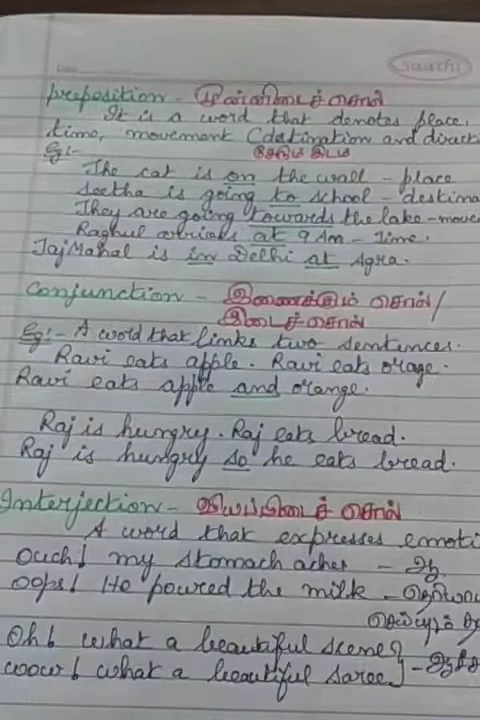 Saathi
Preposition - முன்னிடைச் சொல்
It is a word that denotes place,
time, movement (destination and direct
சேரும் இடம்
Eg:-
The cat is on the wall - place
Seetha is going to school - destina
They are going towards the lake - move
Raghul arrives at 9 Am - Time.
TajMahal is in Delhi at Agra.
Conjunction - இணைக்கும் சொல்/
இடைச் சொல்
Eg:- A word that links two sentences.
Ravi eats apple. Ravi eats orage.
Ravi eats apple and orange.
Raj is hungry. Raj eats bread.
Raj is hungry so he eats bread.
Interjection - வியப்பிடைச் சொல்
A word that expresses emoti
Ouch! my stomach aches -
Oops! He poured the milk -
Oh! what a beautiful scene?
woow! what a beautiful saree